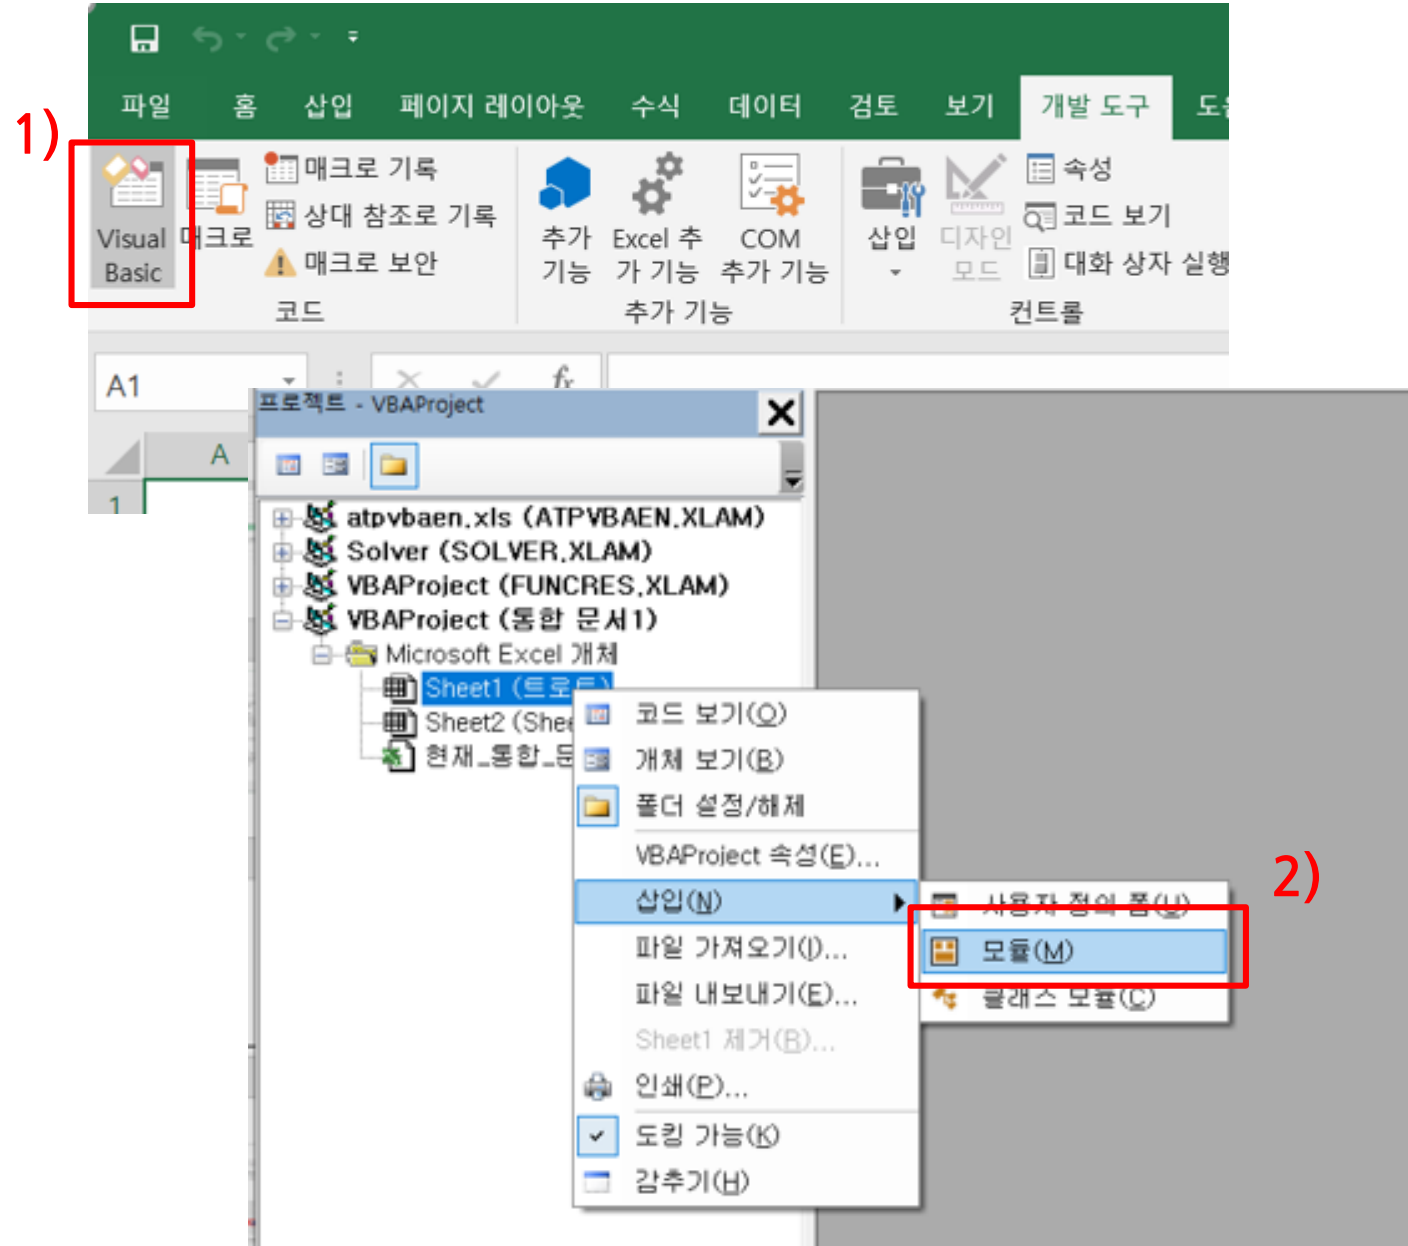 파일 홈 삽입 페이지 레이아웃 수식 데이터 검토 보기 개발 도구
1)
Visual Basic
매크로
매크로 기록
상대 참조로 기록
매크로 보안
코드
추가 기능
Excel 추가 기능
COM 추가 기능
추가 기능
삽입
디자인 모드
속성
코드 보기
대화 상자 실행
컨트롤
A1
fx
A
1
프로젝트 - VBAProject
atpvbaen.xls (ATPVBAEN.XLAM)
Solver (SOLVER.XLAM)
VBAProject (FUNCRES.XLAM)
VBAProject (통합 문서1)
Microsoft Excel 개체
Sheet1 (트로트)
Sheet2 (Shee
현재_통합_문
코드 보기(O)
개체 보기(B)
폴더 설정/해제
VBAProject 속성(E)...
삽입(N)
파일 가져오기(I)...
파일 내보내기(E)...
Sheet1 제거(R)...
인쇄(P)...
도킹 가능(K)
감추기(H)
2)
사용자 정의 폼(U)
모듈(M)
클래스 모듈(C)